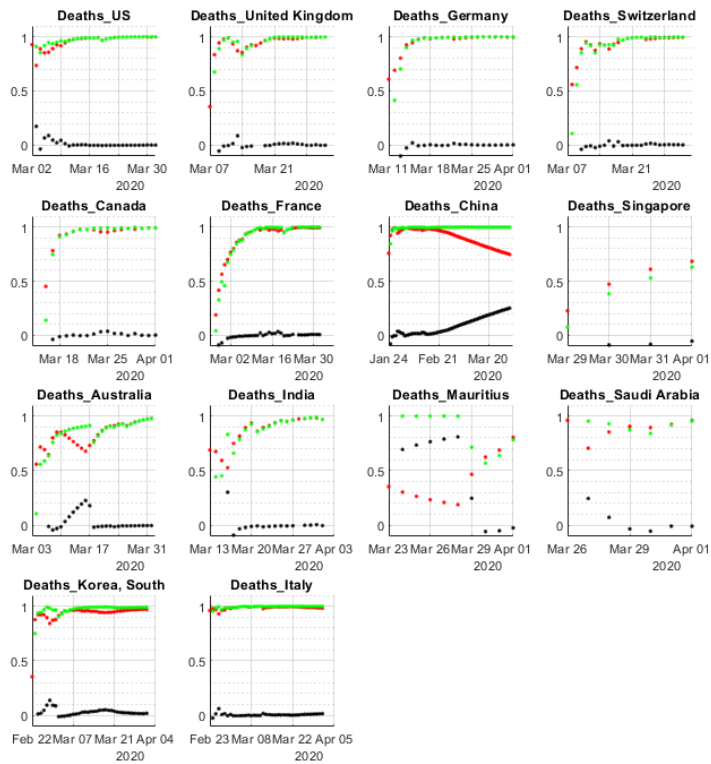 Deaths_US Deaths_United Kingdom Deaths_Germany Deaths_Switzerland
1 1 1 1
0.5 0.5 0.5 0.5
0 0 0 0
Mar 02 Mar 16 Mar 30 Mar 07 Mar 21 Mar 11 Mar 18 Mar 25 Apr 01 Mar 07 Mar 21
2020 2020 2020 2020
Deaths_Canada Deaths_France Deaths_China Deaths_Singapore
1 1 1 1
0.5 0.5 0.5 0.5
0 0 0 0
Mar 18 Mar 25 Apr 01 Mar 02 Mar 16 Mar 30 Jan 24 Feb 21 Mar 20 Mar 29 Mar 30 Mar 31 Apr 01
2020 2020 2020 2020
Deaths_Australia Deaths_India Deaths_Mauritius Deaths_Saudi Arabia
1 1 1 1
0.5 0.5 0.5 0.5
0 0 0 0
Mar 03 Mar 17 Mar 31 Mar 13 Mar 20 Mar 27 Apr 03 Mar 23 Mar 26 Mar 29 Apr 01 Mar 26 Mar 29 Apr 01
2020 2020 2020 2020
Deaths_Korea, South Deaths_Italy
1 1
0.5 0.5
0 0
Feb 22 Mar 07 Mar 21 Apr 04 Feb 23 Mar 08 Mar 22 Apr 05
2020 2020